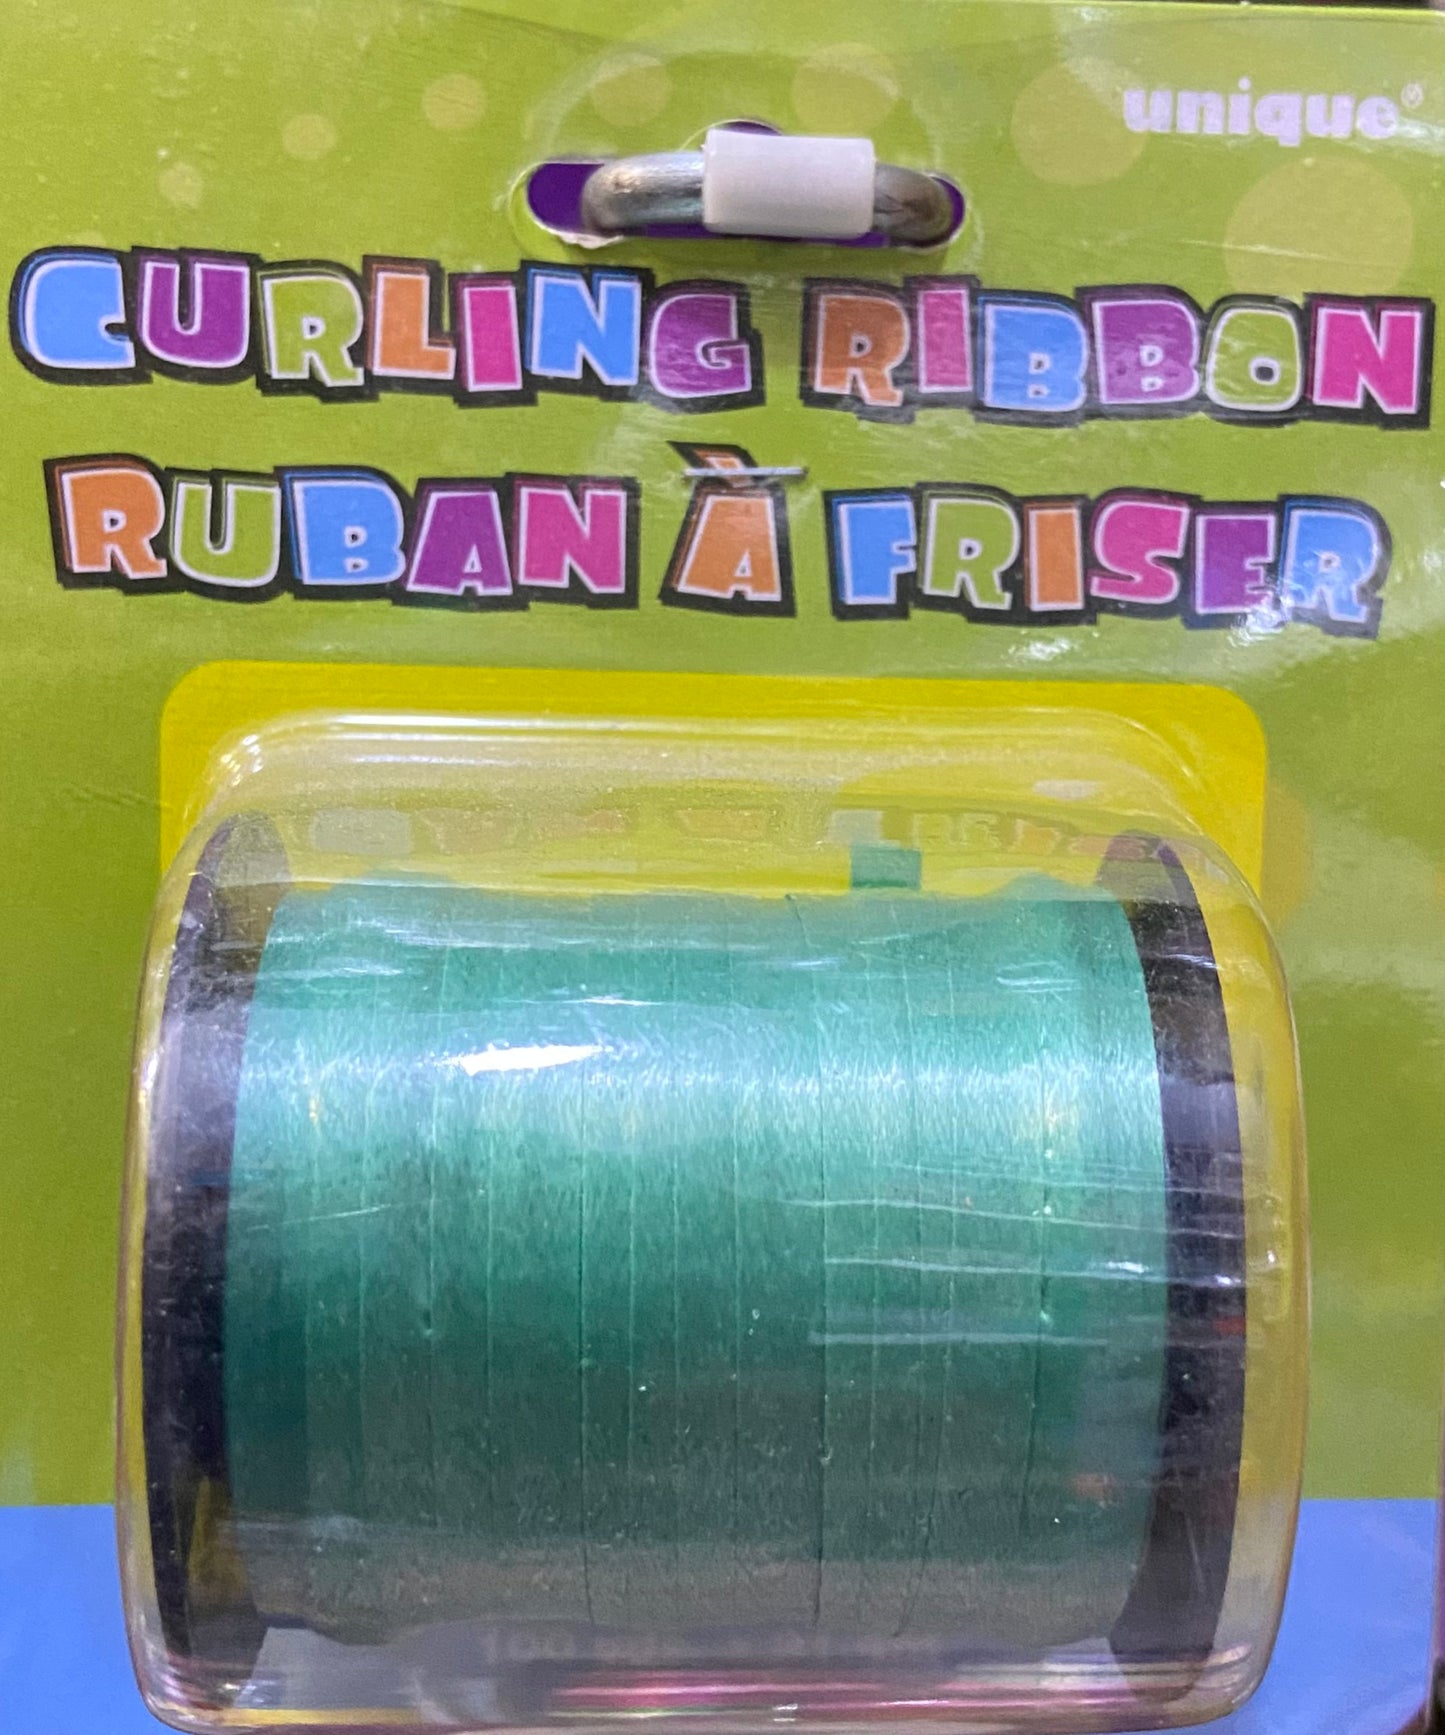 unique®
CURLING RIBBON
RUBAN À FRISER